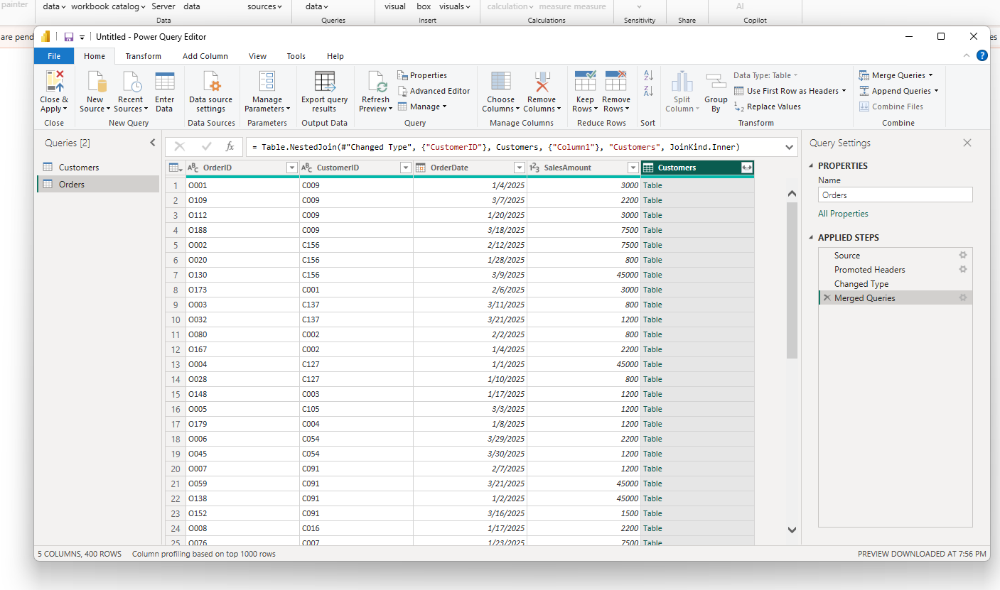 painter
data workbook catalog Server data sources data visual box visuals calculation measure measure AI
Data Queries Insert Calculations Sensitivity Share Copilot
are pend
es
Untitled - Power Query Editor
File Home Transform Add Column View Tools Help
Close & Apply
New Source
Recent Sources
Enter Data
Data source settings
Manage Parameters
Export query results
Refresh Preview
Properties
Advanced Editor
Manage
Choose Columns
Remove Columns
Keep Rows
Remove Rows
Split Column
Group By
Data Type: Table
Use First Row as Headers
Replace Values
Merge Queries
Append Queries
Combine Files
Close New Query Data Sources Parameters Output Data Query Manage Columns Reduce Rows Sort Transform Combine
Queries [2]
Customers
Orders
= Table.NestedJoin(#"Changed Type", {"CustomerID"}, Customers, {"Column1"}, "Customers", JoinKind.Inner)
OrderID CustomerID OrderDate SalesAmount Customers
1 O001 C009 1/4/2025 3000 Table
2 O109 C009 3/7/2025 2200 Table
3 O112 C009 1/20/2025 3000 Table
4 O188 C009 3/18/2025 7500 Table
5 O002 C156 2/12/2025 7500 Table
6 O020 C156 1/28/2025 800 Table
7 O130 C156 3/9/2025 45000 Table
8 O173 C001 2/6/2025 3000 Table
9 O003 C137 3/11/2025 800 Table
10 O032 C137 3/21/2025 1200 Table
11 O080 C002 2/2/2025 800 Table
12 O167 C002 1/4/2025 2200 Table
13 O004 C127 1/1/2025 45000 Table
14 O028 C127 1/10/2025 800 Table
15 O148 C003 1/17/2025 1200 Table
16 O005 C105 3/3/2025 1200 Table
17 O179 C004 1/8/2025 1200 Table
18 O006 C054 3/29/2025 2200 Table
19 O045 C054 3/30/2025 1200 Table
20 O007 C091 2/7/2025 1200 Table
21 O059 C091 3/21/2025 45000 Table
22 O138 C091 1/2/2025 45000 Table
23 O152 C091 3/16/2025 1500 Table
24 O008 C016 1/17/2025 2200 Table
25 O076 C007 1/23/2025 7500 Table
Query Settings
PROPERTIES
Name
Orders
All Properties
APPLIED STEPS
Source
Promoted Headers
Changed Type
Merged Queries
5 COLUMNS, 400 ROWS Column profiling based on top 1000 rows
PREVIEW DOWNLOADED AT 7:56 PM